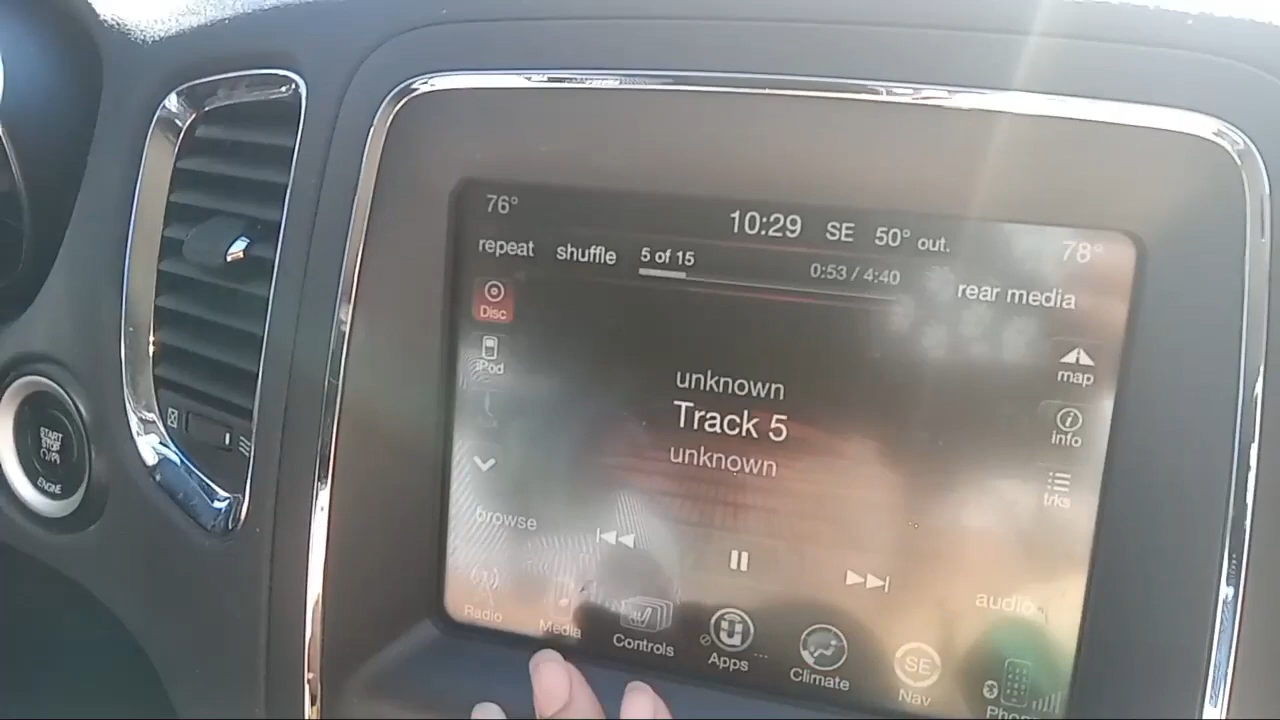 76°
10:29 SE 50° out.
78°
repeat shuffle 5 of 15
0:53 / 4:40
rear media
Disc
iPod
map
unknown
Track 5
unknown
info
trks
browse
audio
Radio
Media
Controls
Apps ...
Climate
SE
Nav
START
STOP
ENGINE